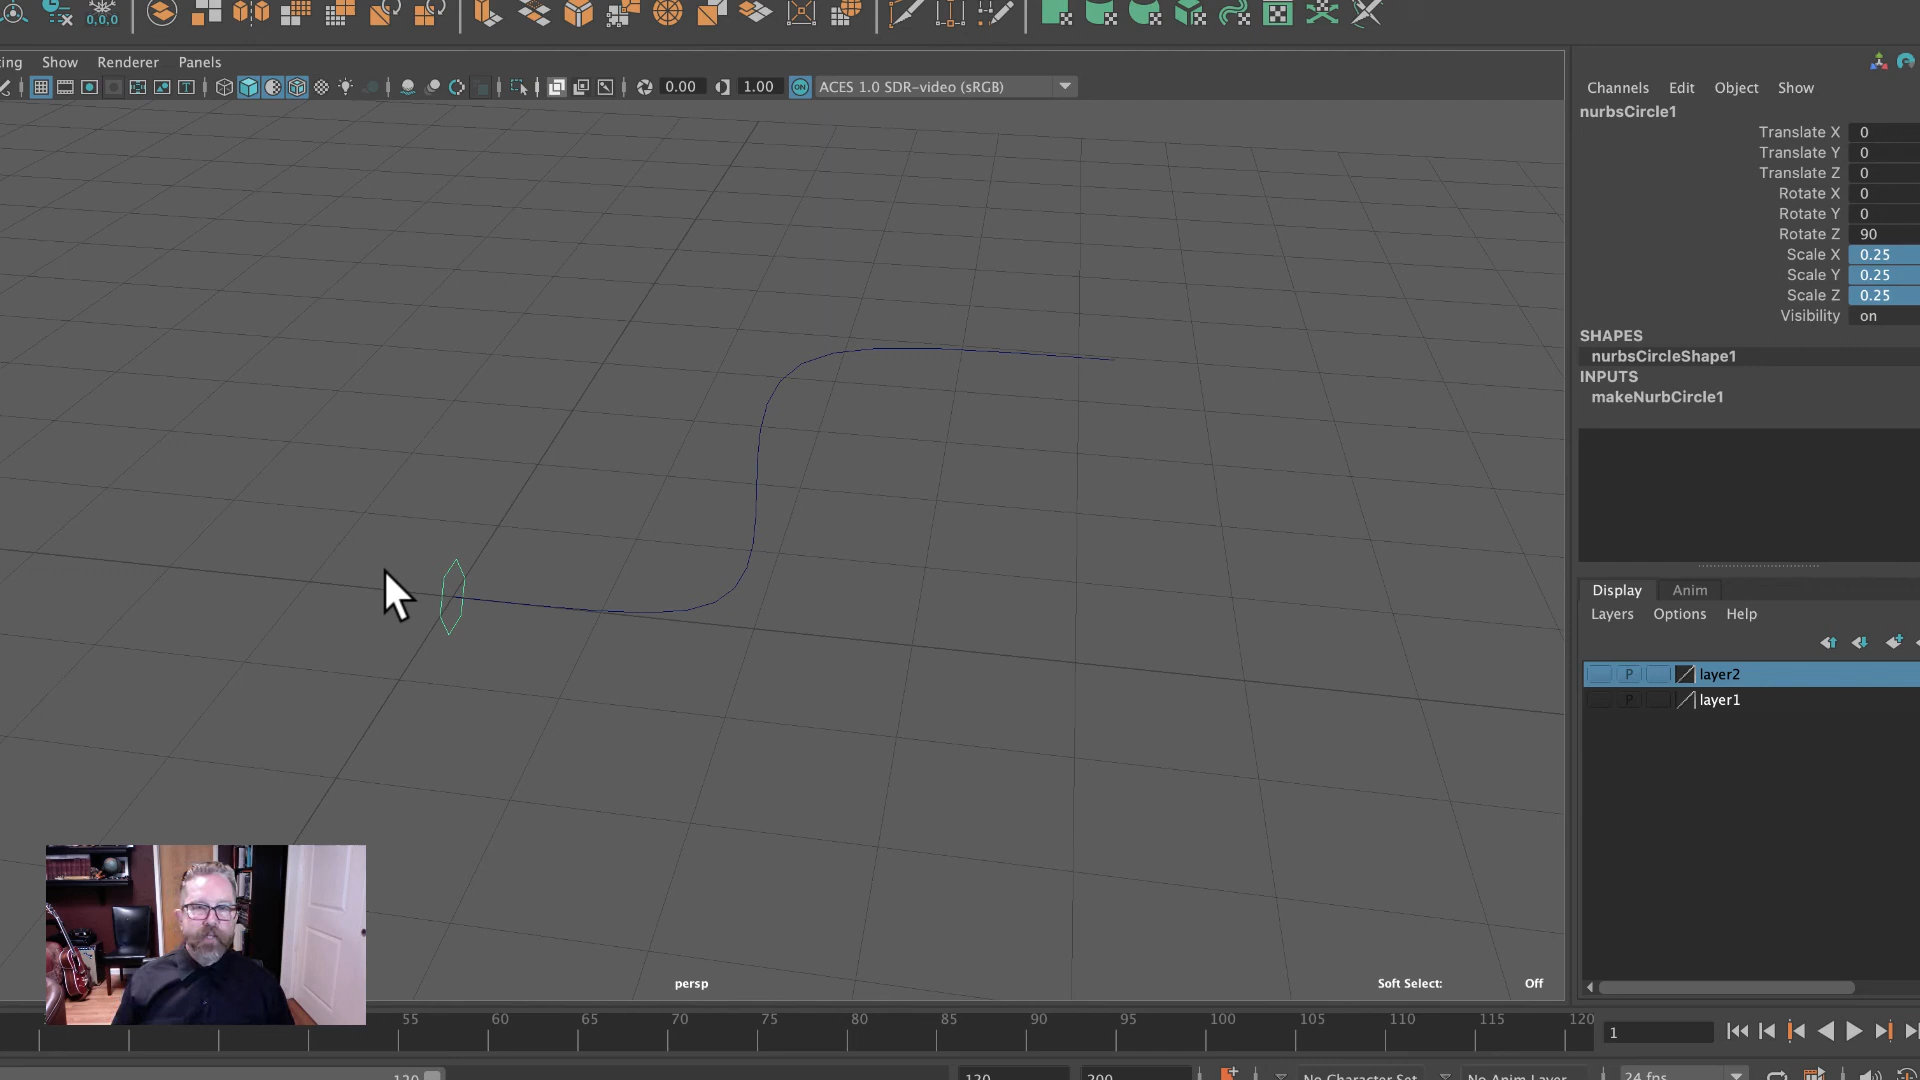 0,0,0
ing Show Renderer Panels
0.00 1.00 ON ACES 1.0 SDR-video (sRGB)
Channels Edit Object Show
nurbsCircle1
Translate X 0
Translate Y 0
Translate Z 0
Rotate X 0
Rotate Y 0
Rotate Z 90
Scale X 0.25
Scale Y 0.25
Scale Z 0.25
Visibility on
SHAPES
nurbsCircleShape1
INPUTS
makeNurbCircle1
Display Anim
Layers Options Help
P layer2
P layer1
persp
Soft Select: Off
55 60 65 70 75 80 85 90 95 100 105 110 115 120
1
120 120 200 No Character Set No Anim Layer 24 fps